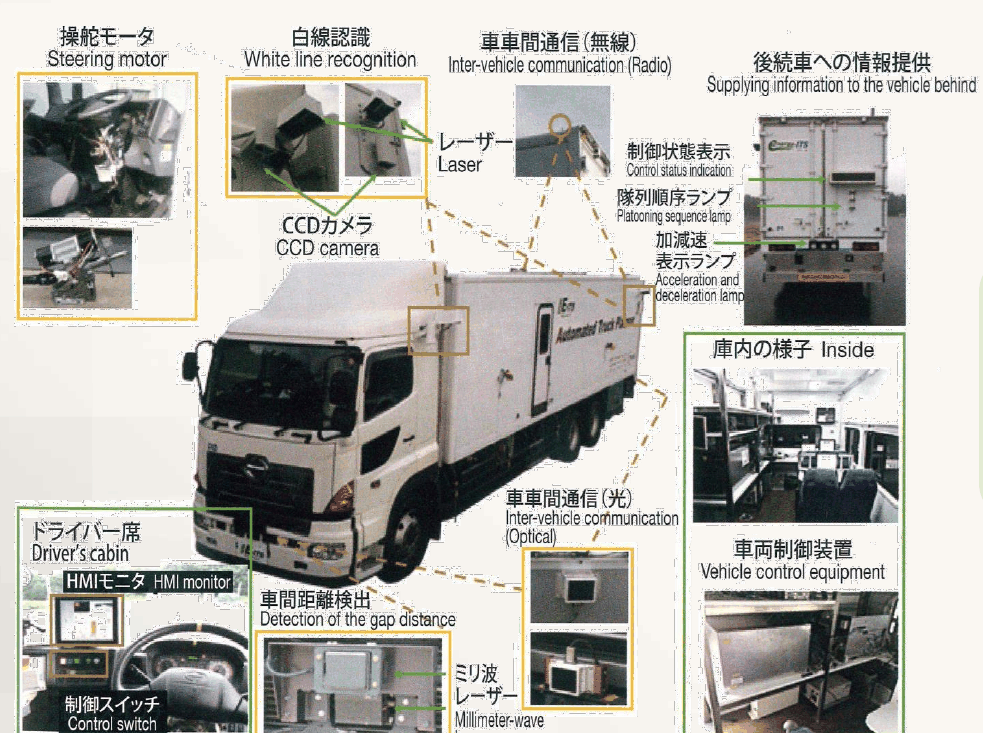 操舵モータ
Steering motor
白線認識
White line recognition
車車間通信(無線)
Inter-vehicle communication (Radio)
後続車への情報提供
Supplying information to the vehicle behind
レーザー
Laser
CCDカメラ
CCD camera
制御状態表示
Control status indication
隊列順序ランプ
Platooning sequence lamp
加減速
表示ランプ
Acceleration and
deceleration lamp
Energy-ITS
Automated Truck
庫内の様子 Inside
車車間通信(光)
Inter-vehicle communication
(Optical)
車両制御装置
Vehicle control equipment
ドライバー席
Driver's cabin
HMIモニタ HMI monitor
制御スイッチ
Control switch
車間距離検出
Detection of the gap distance
ミリ波
レーザー
Millimeter-wave